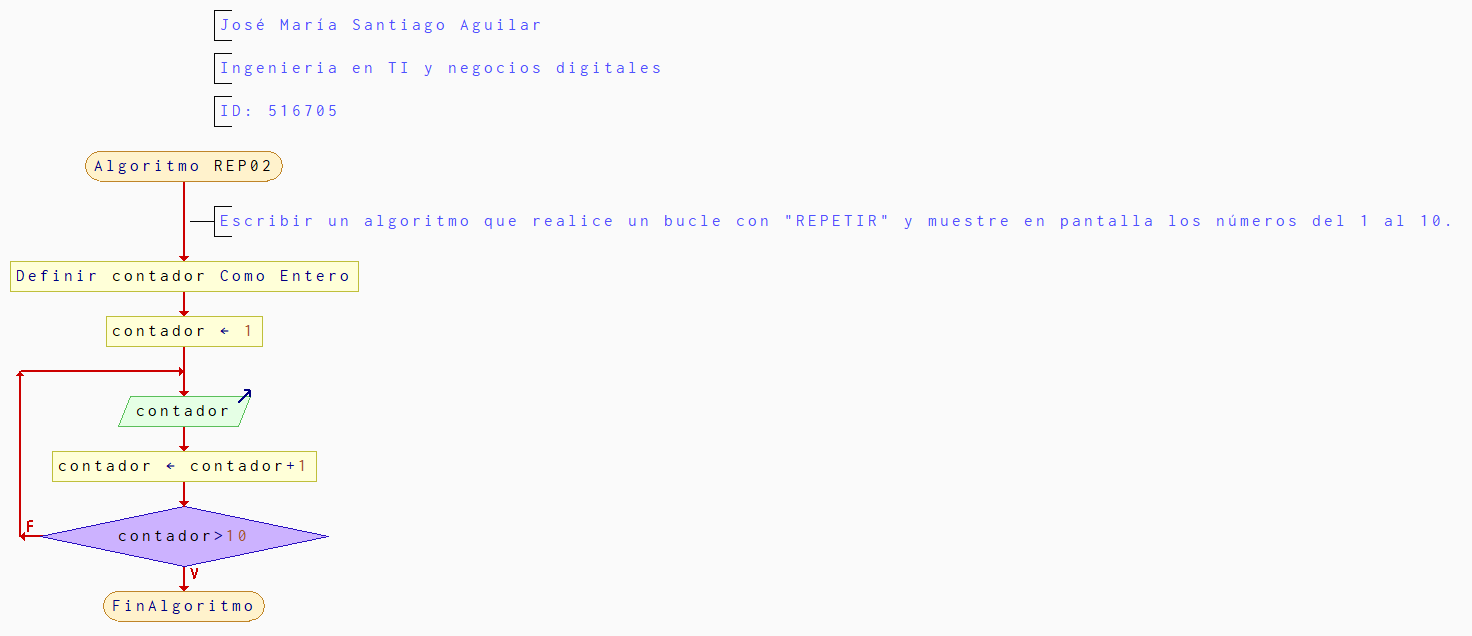 José María Santiago Aguilar
Ingenieria en TI y negocios digitales
ID: 516705
Algoritmo REP02
Escribir un algoritmo que realice un bucle con "REPETIR" y muestre en pantalla los números del 1 al 10.
Definir contador Como Entero
contador ← 1
contador
contador ← contador+1
F
contador>10
V
FinAlgoritmo